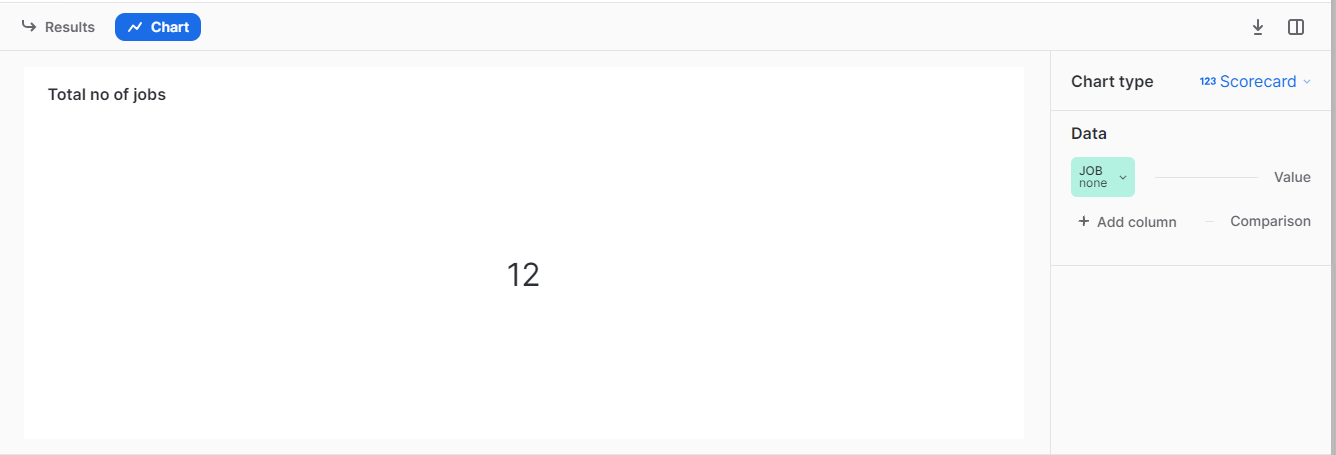 Results
Chart
Total no of jobs
12
Chart type
123 Scorecard
Data
JOB
none
Value
+ Add column
Comparison